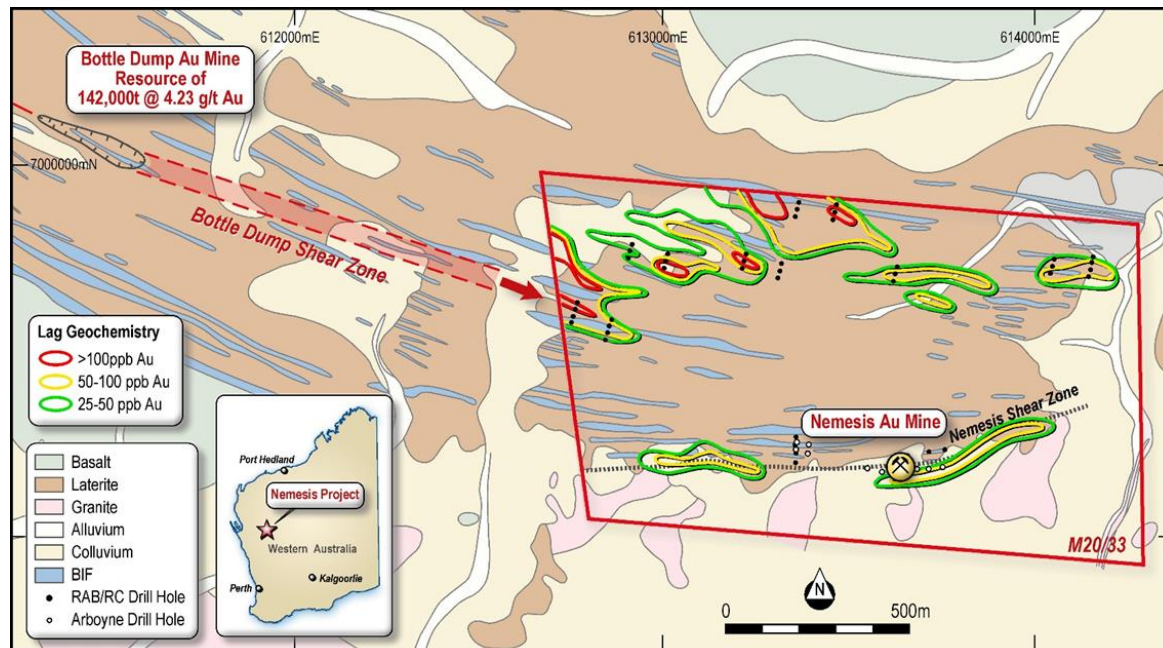 612000mE
613000mE
614000mE
Bottle Dump Au Mine
Resource of
142,000t @ 4.23 g/t Au
7000000mN
Bottle Dump Shear Zone
Lag Geochemistry
>100ppb Au
50-100 ppb Au
25-50 ppb Au
Basalt
Laterite
Granite
Alluvium
Colluvium
BIF
RAB/RC Drill Hole
Arboyne Drill Hole
Port Hedland
Nemesis Project
Western Australia
Kalgoorlie
Perth
Nemesis Au Mine
Nemesis Shear Zone
M20/33
N
0
500m